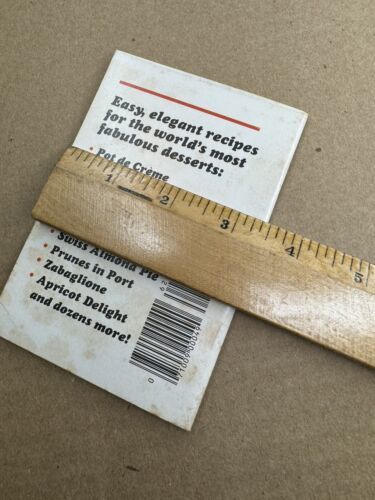 Easy, elegant recipes
for the world's most
fabulous desserts:
• Pot de Crème
1 2 3 4 5
• Swiss Almond Pie
• Prunes in Port
• Zabaglione
• Apricot Delight
and dozens more!
0